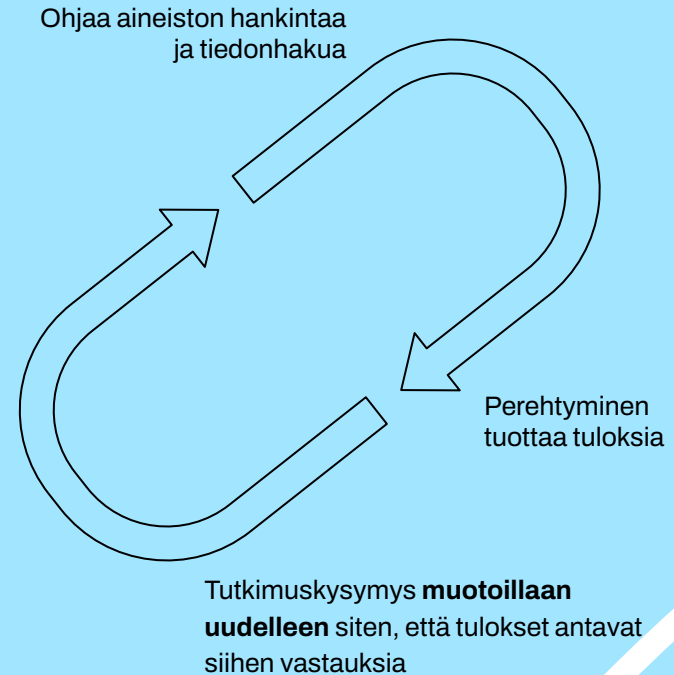 Ohjaa aineiston hankintaa
ja tiedonhakua
Perehtyminen
tuottaa tuloksia
Tutkimuskysymys muotoillaan
uudelleen siten, että tulokset antavat
siihen vastauksia